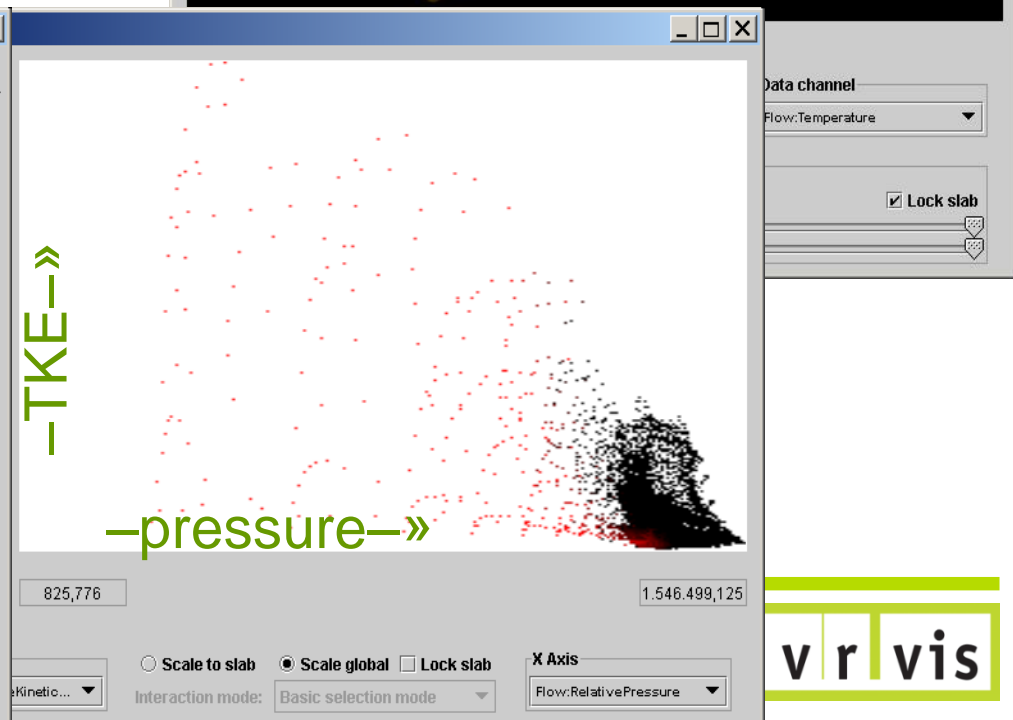 Data channel
Flow:Temperature
Lock slab
–TKE–»
–pressure–»
825,776
1.546.499,125
Scale to slab
Scale global
Lock slab
X Axis
Kinetic...
Interaction mode:
Basic selection mode
Flow:RelativePressure
vrvis